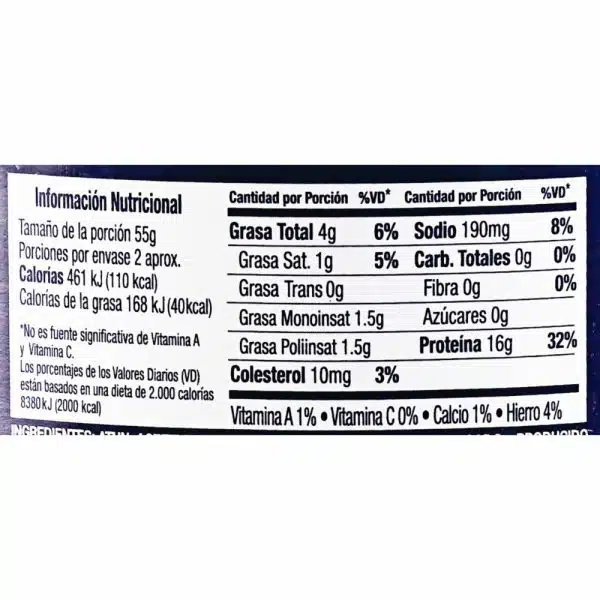 Información Nutricional
Tamaño de la porción 55g
Porciones por envase 2 aprox.
Calorías 461 kJ (110 kcal)
Calorías de la grasa 168 kJ (40kcal)
*No es fuente significativa de Vitamina A
y Vitamina C.
Los porcentajes de los Valores Diarios (VD)
están basados en una dieta de 2.000 calorías
8380kJ (2000 kcal)
Cantidad por Porción %VD*
Grasa Total 4g 6%
Grasa Sat. 1g 5%
Grasa Trans 0g
Grasa Monoinsat 1.5g
Grasa Poliinsat 1.5g
Colesterol 10mg 3%
Cantidad por Porción %VD*
Sodio 190mg 8%
Carb. Totales 0g 0%
Fibra 0g 0%
Azúcares 0g
Proteína 16g 32%
Vitamina A 1% • Vitamina C 0% • Calcio 1% • Hierro 4%